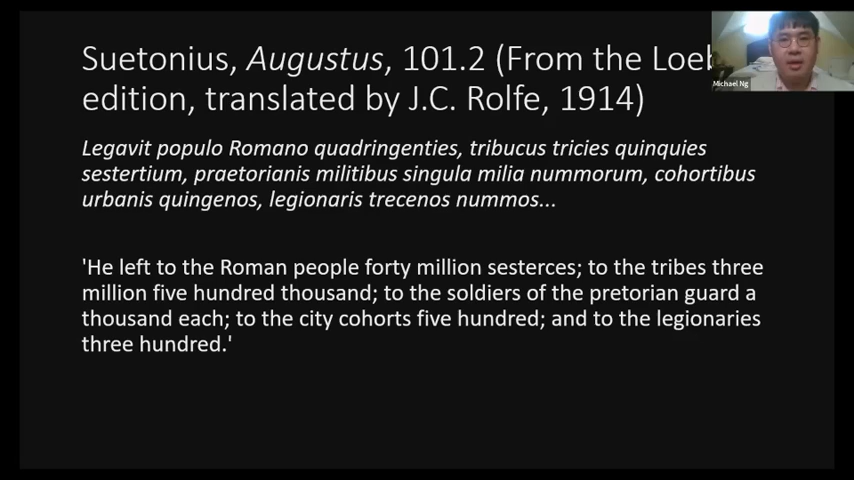 Suetonius, Augustus, 101.2 (From the Loeb
edition, translated by J.C. Rolfe, 1914)
Michael Ng
Legavit populo Romano quadringenties, tribucus tricies quinquies
sestertium, praetorianis militibus singula milia nummorum, cohortibus
urbanis quingenos, legionaris trecenos nummos...
'He left to the Roman people forty million sesterces; to the tribes three
million five hundred thousand; to the soldiers of the pretorian guard a
thousand each; to the city cohorts five hundred; and to the legionaries
three hundred.'